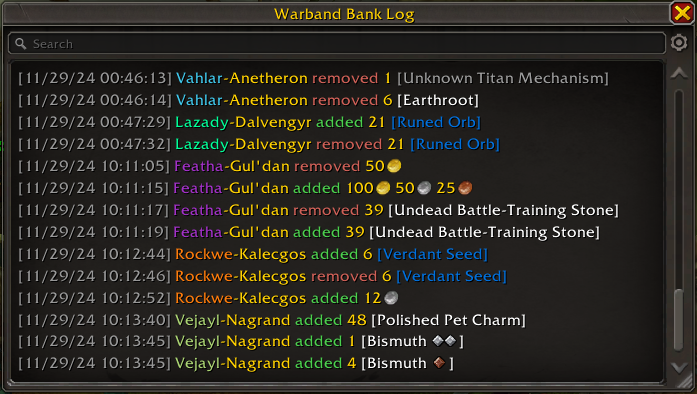 Warband Bank Log
Search
[11/29/24 00:46:13] Vahlar-Anetheron removed 1 [Unknown Titan Mechanism]
[11/29/24 00:46:14] Vahlar-Anetheron removed 6 [Earthroot]
[11/29/24 00:47:29] Lazady-Dalvengyr added 21 [Runed Orb]
[11/29/24 00:47:32] Lazady-Dalvengyr removed 21 [Runed Orb]
[11/29/24 10:11:05] Featha-Gul'dan removed 50
[11/29/24 10:11:15] Featha-Gul'dan added 100 50 25
[11/29/24 10:11:17] Featha-Gul'dan removed 39 [Undead Battle-Training Stone]
[11/29/24 10:11:19] Featha-Gul'dan added 39 [Undead Battle-Training Stone]
[11/29/24 10:12:44] Rockwe-Kalecgos added 6 [Verdant Seed]
[11/29/24 10:12:46] Rockwe-Kalecgos removed 6 [Verdant Seed]
[11/29/24 10:12:52] Rockwe-Kalecgos added 12
[11/29/24 10:13:40] Vejayl-Nagrand added 48 [Polished Pet Charm]
[11/29/24 10:13:45] Vejayl-Nagrand added 1 [Bismuth ]
[11/29/24 10:13:45] Vejayl-Nagrand added 4 [Bismuth ]